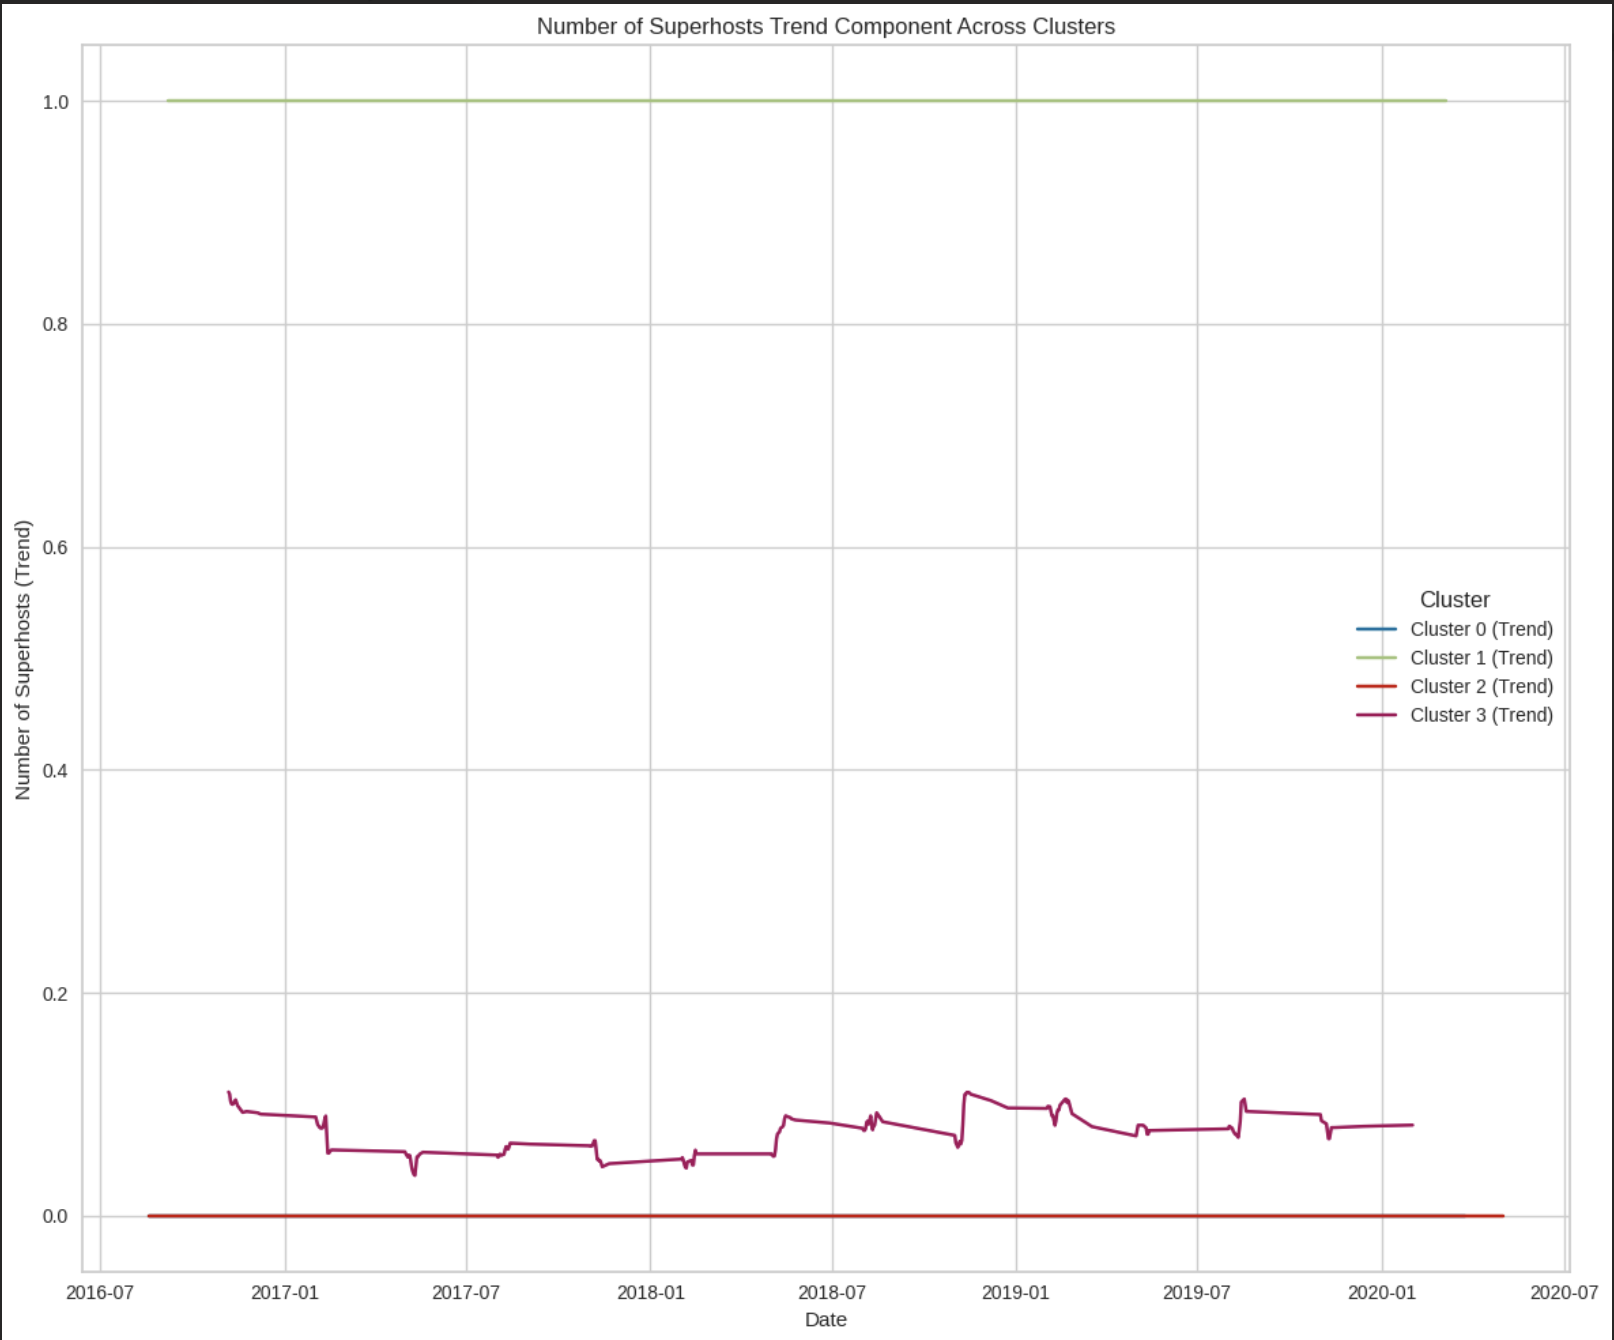 Number of Superhosts Trend Component Across Clusters
Number of Superhosts (Trend)
1.0
0.8
0.6
0.4
0.2
0.0
Cluster
Cluster 0 (Trend)
Cluster 1 (Trend)
Cluster 2 (Trend)
Cluster 3 (Trend)
2016-07 2017-01 2017-07 2018-01 2018-07 2019-01 2019-07 2020-01 2020-07
Date